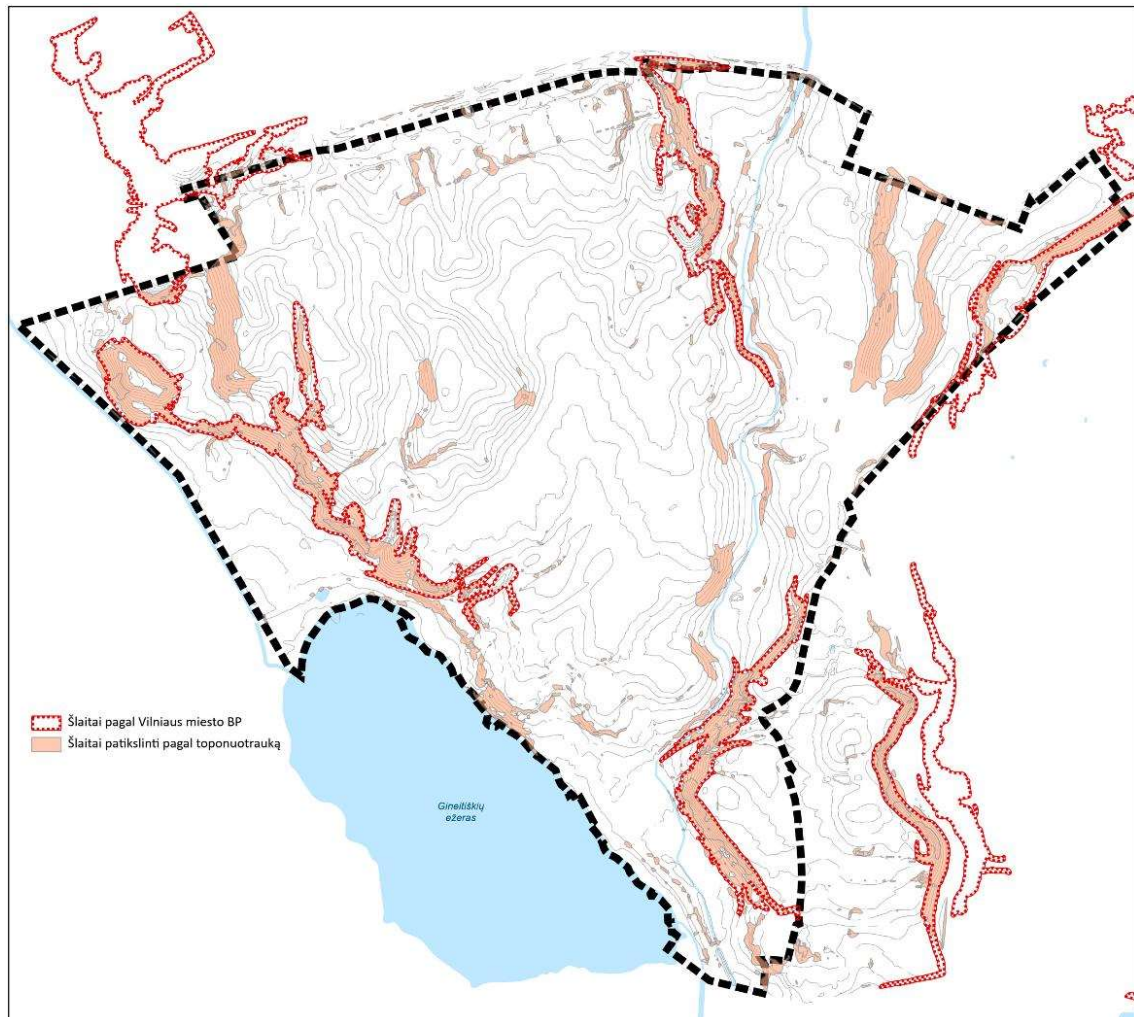 Šlaitai pagal Vilniaus miesto BP
Šlaitai patikslinti pagal toponuotrauką
Gineitiškių
ežeras